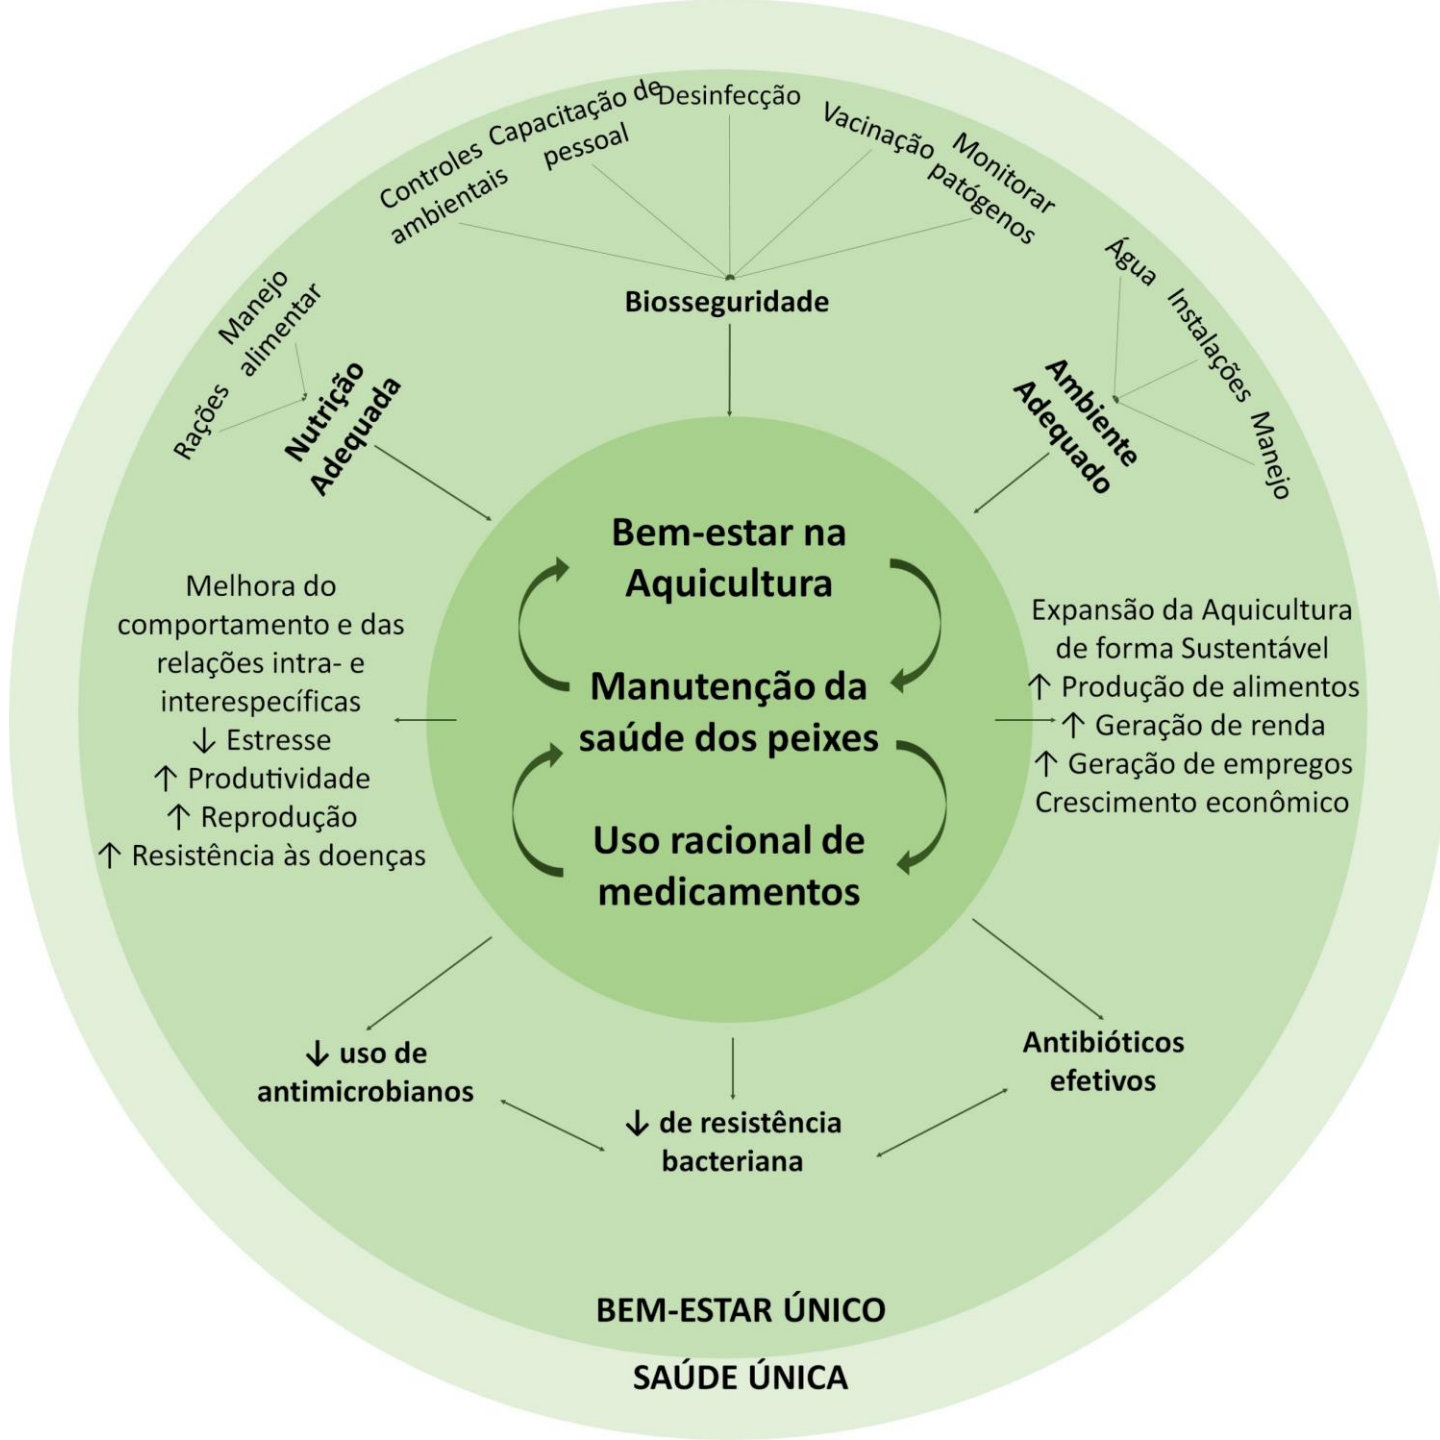 Desinfecção
Capacitação de
pessoal
Controles
ambientais
Vacinação
Monitorar
patógenos
Água
Instalações
Manejo
Manejo
alimentar
Rações
Biosseguridade
Nutrição
Adequada
Ambiente
Adequado
Bem-estar na
Aquicultura
Manutenção da
saúde dos peixes
Uso racional de
medicamentos
Melhora do
comportamento e das
relações intra- e
interespecíficas
↓ Estresse
↑ Produtividade
↑ Reprodução
↑ Resistência às doenças
Expansão da Aquicultura
de forma Sustentável
↑ Produção de alimentos
↑ Geração de renda
↑ Geração de empregos
Crescimento econômico
↓ uso de
antimicrobianos
↓ de resistência
bacteriana
Antibióticos
efetivos
BEM-ESTAR ÚNICO
SAÚDE ÚNICA